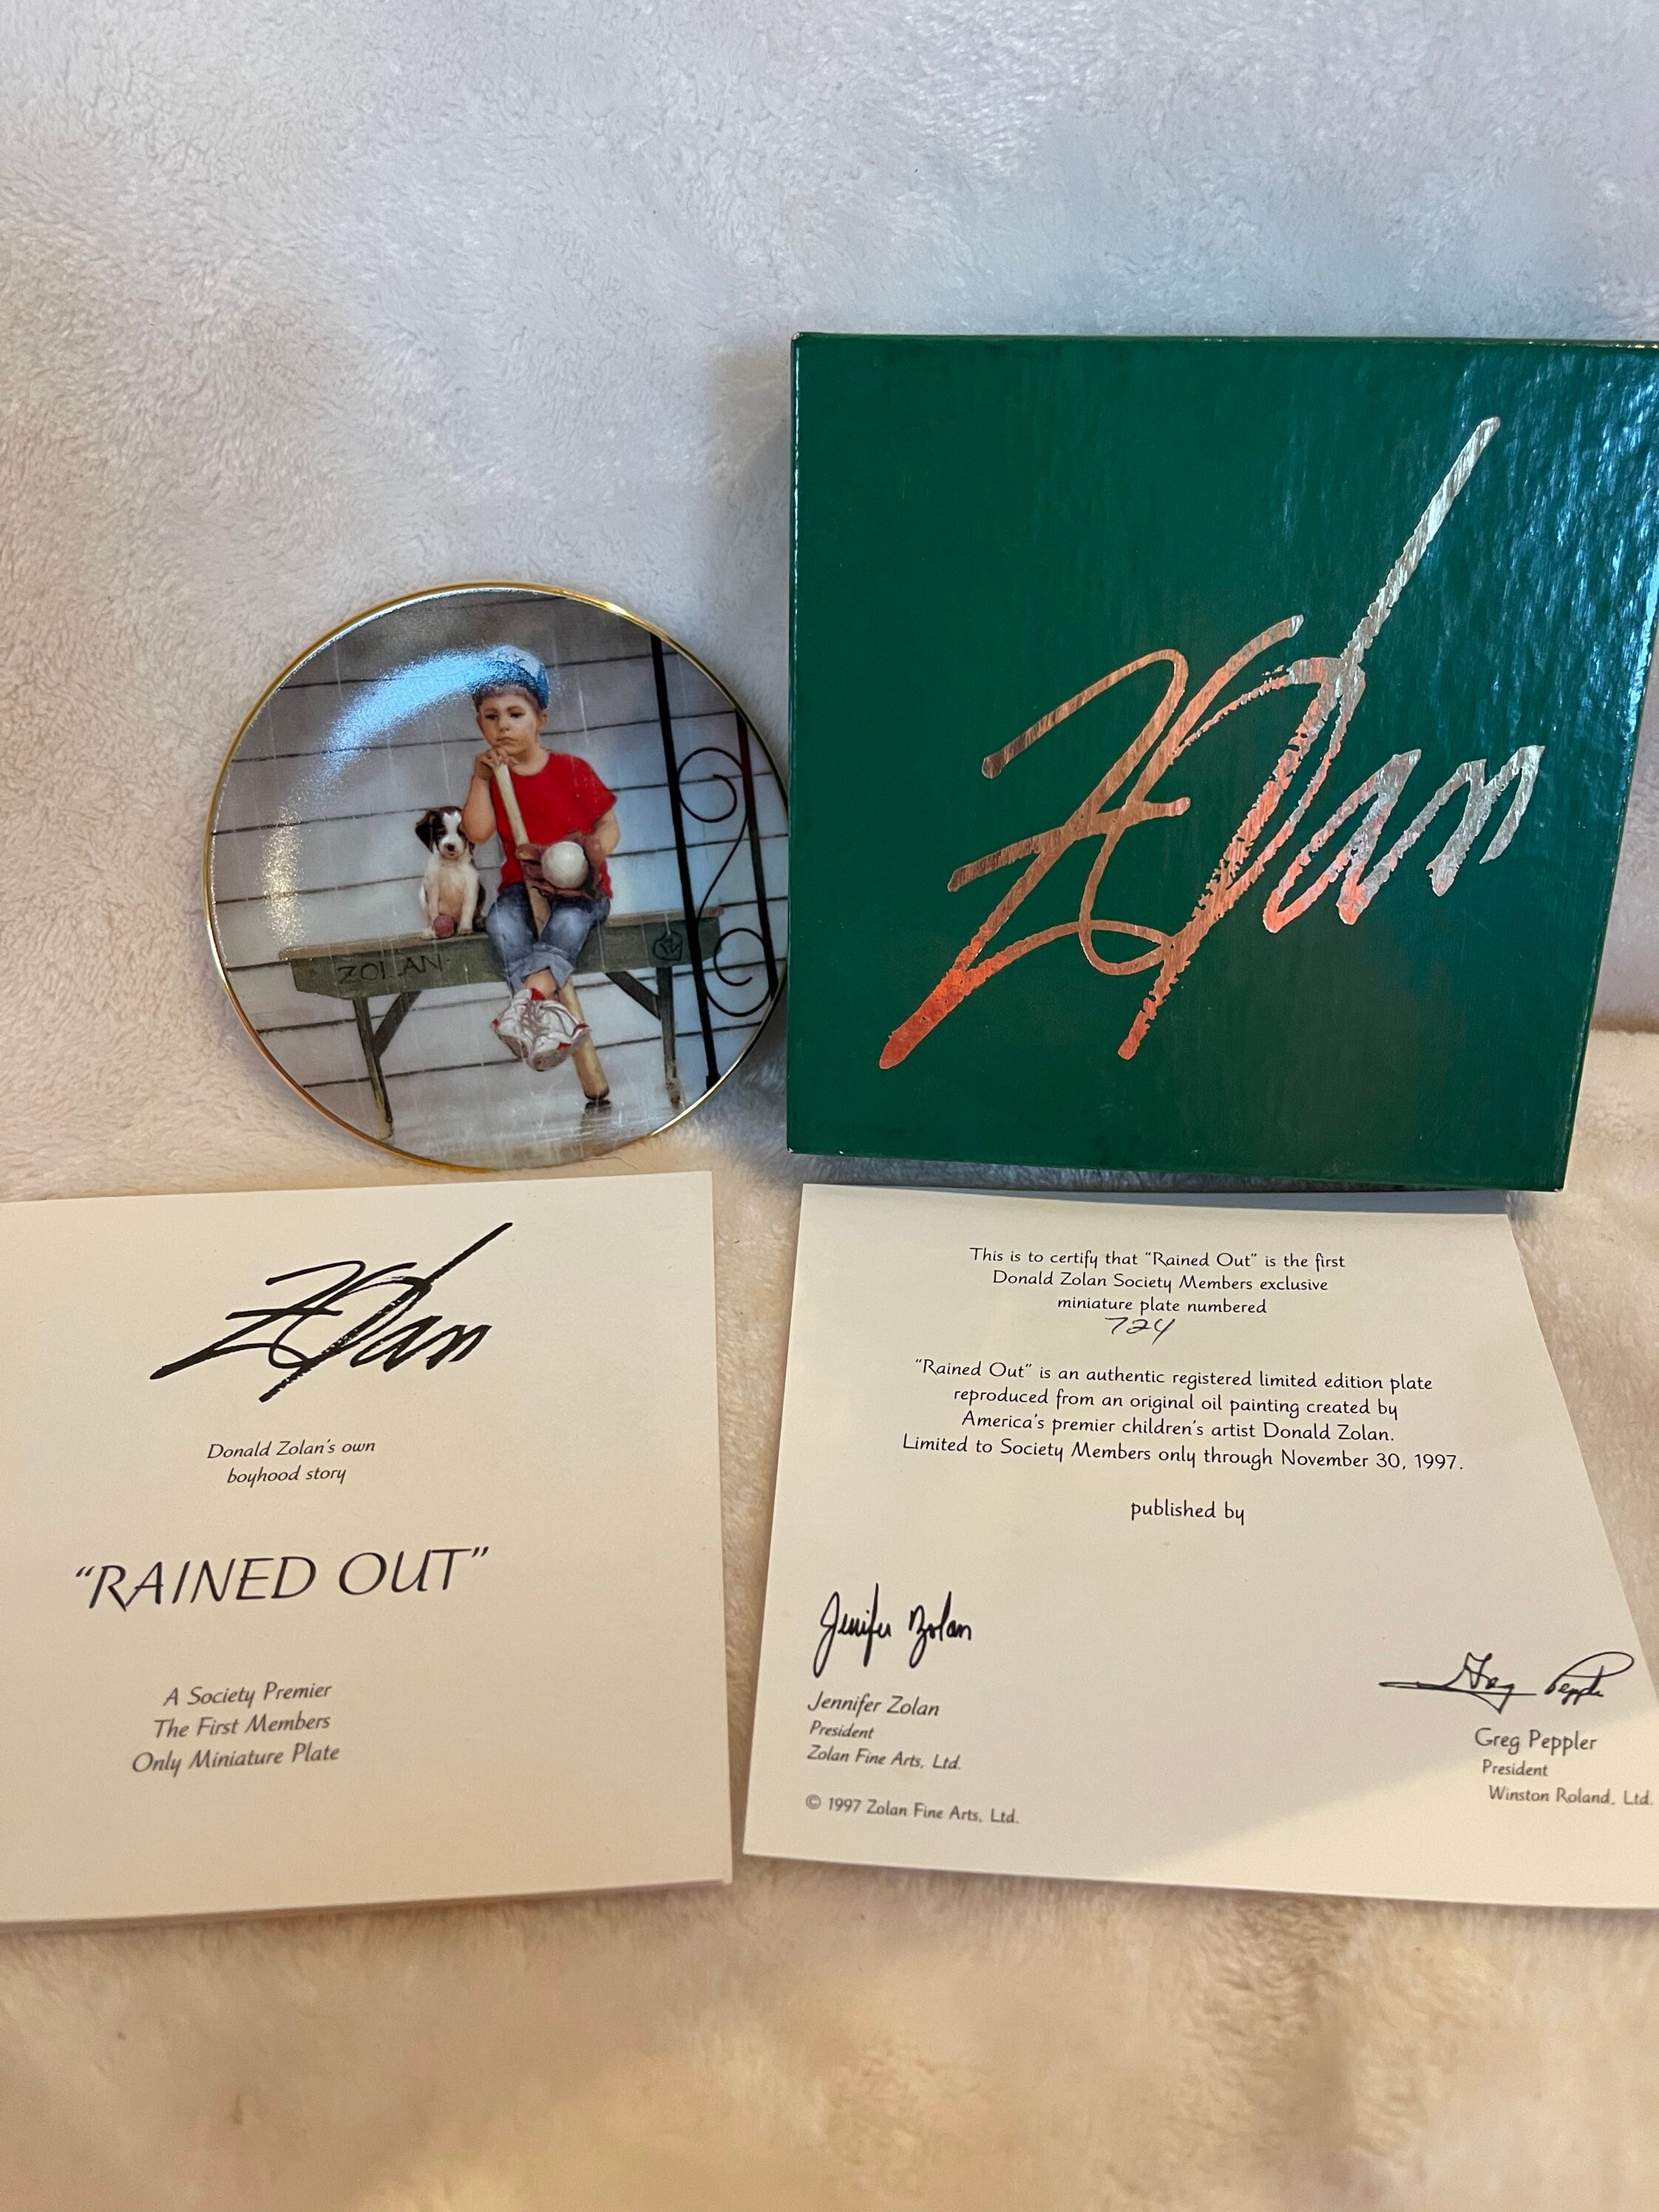 ZOLAN
Zolan
Zolan
Donald Zolan's own
boyhood story
"RAINED OUT"
A Society Premier
The First Members
Only Miniature Plate
This is to certify that "Rained Out" is the first
Donald Zolan Society Members exclusive
miniature plate numbered
724
"Rained Out" is an authentic registered limited edition plate
reproduced from an original oil painting created by
America's premier children's artist Donald Zolan.
Limited to Society Members only through November 30, 1997.
published by
Jennifer Zolan
Greg Peppler
Jennifer Zolan
President
Zolan Fine Arts, Ltd.
Greg Peppler
President
Winston Roland, Ltd.
© 1997 Zolan Fine Arts, Ltd.